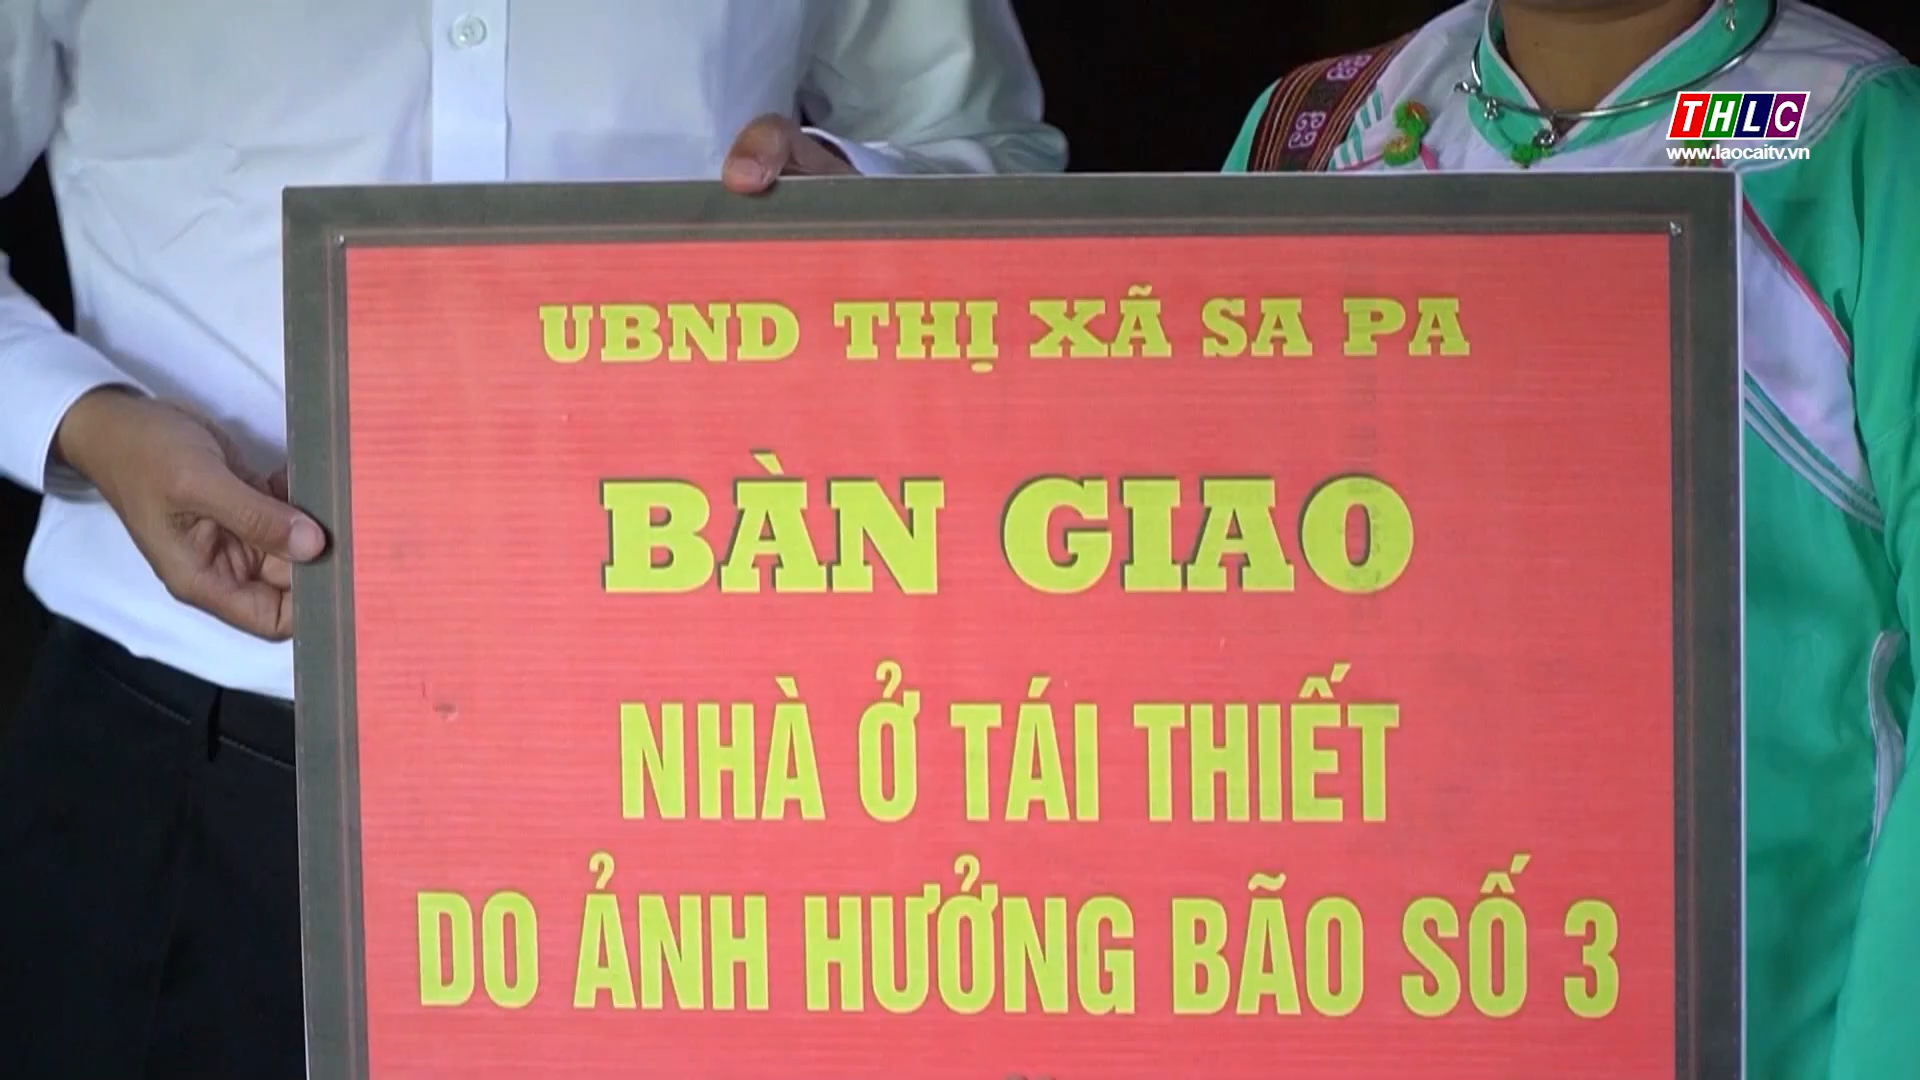 THLC
www.laocaitv.vn
UBND THỊ XÃ SA PA
BÀN GIAO
NHÀ Ở TÁI THIẾT
DO ẢNH HƯỞNG BÃO SỐ 3